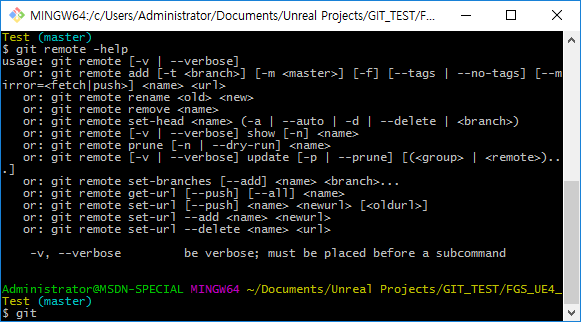 MINGW64:/c/Users/Administrator/Documents/Unreal Projects/GIT_TEST/F...
Test (master)
$ git remote -help
usage: git remote [-v | --verbose]
   or: git remote add [-t <branch>] [-m <master>] [-f] [--tags | --no-tags] [--m
irror=<fetch|push>] <name> <url>
   or: git remote rename <old> <new>
   or: git remote remove <name>
   or: git remote set-head <name> (-a | --auto | -d | --delete | <branch>)
   or: git remote [-v | --verbose] show [-n] <name>
   or: git remote prune [-n | --dry-run] <name>
   or: git remote [-v | --verbose] update [-p | --prune] [(<group> | <remote>)..
.]
   or: git remote set-branches [--add] <name> <branch>...
   or: git remote get-url [--push] [--all] <name>
   or: git remote set-url [--push] <name> <newurl> [<oldurl>]
   or: git remote set-url --add <name> <newurl>
   or: git remote set-url --delete <name> <url>
    -v, --verbose         be verbose; must be placed before a subcommand
Administrator@MSDN-SPECIAL MINGW64 ~/Documents/Unreal Projects/GIT_TEST/FGS_UE4_
Test (master)
$ git